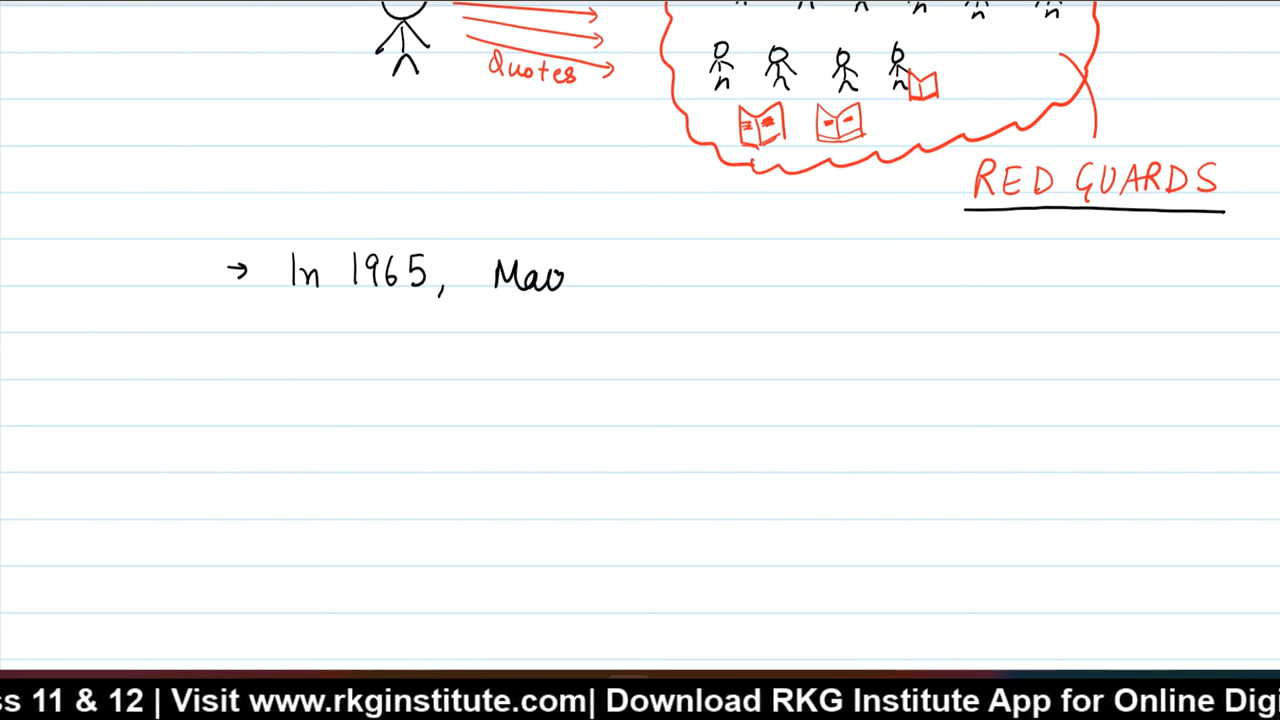 Quotes
RED GUARDS
→ In 1965, Mao
ss 11 & 12 | Visit www.rkginstitute.com| Download RKG Institute App for Online Digi